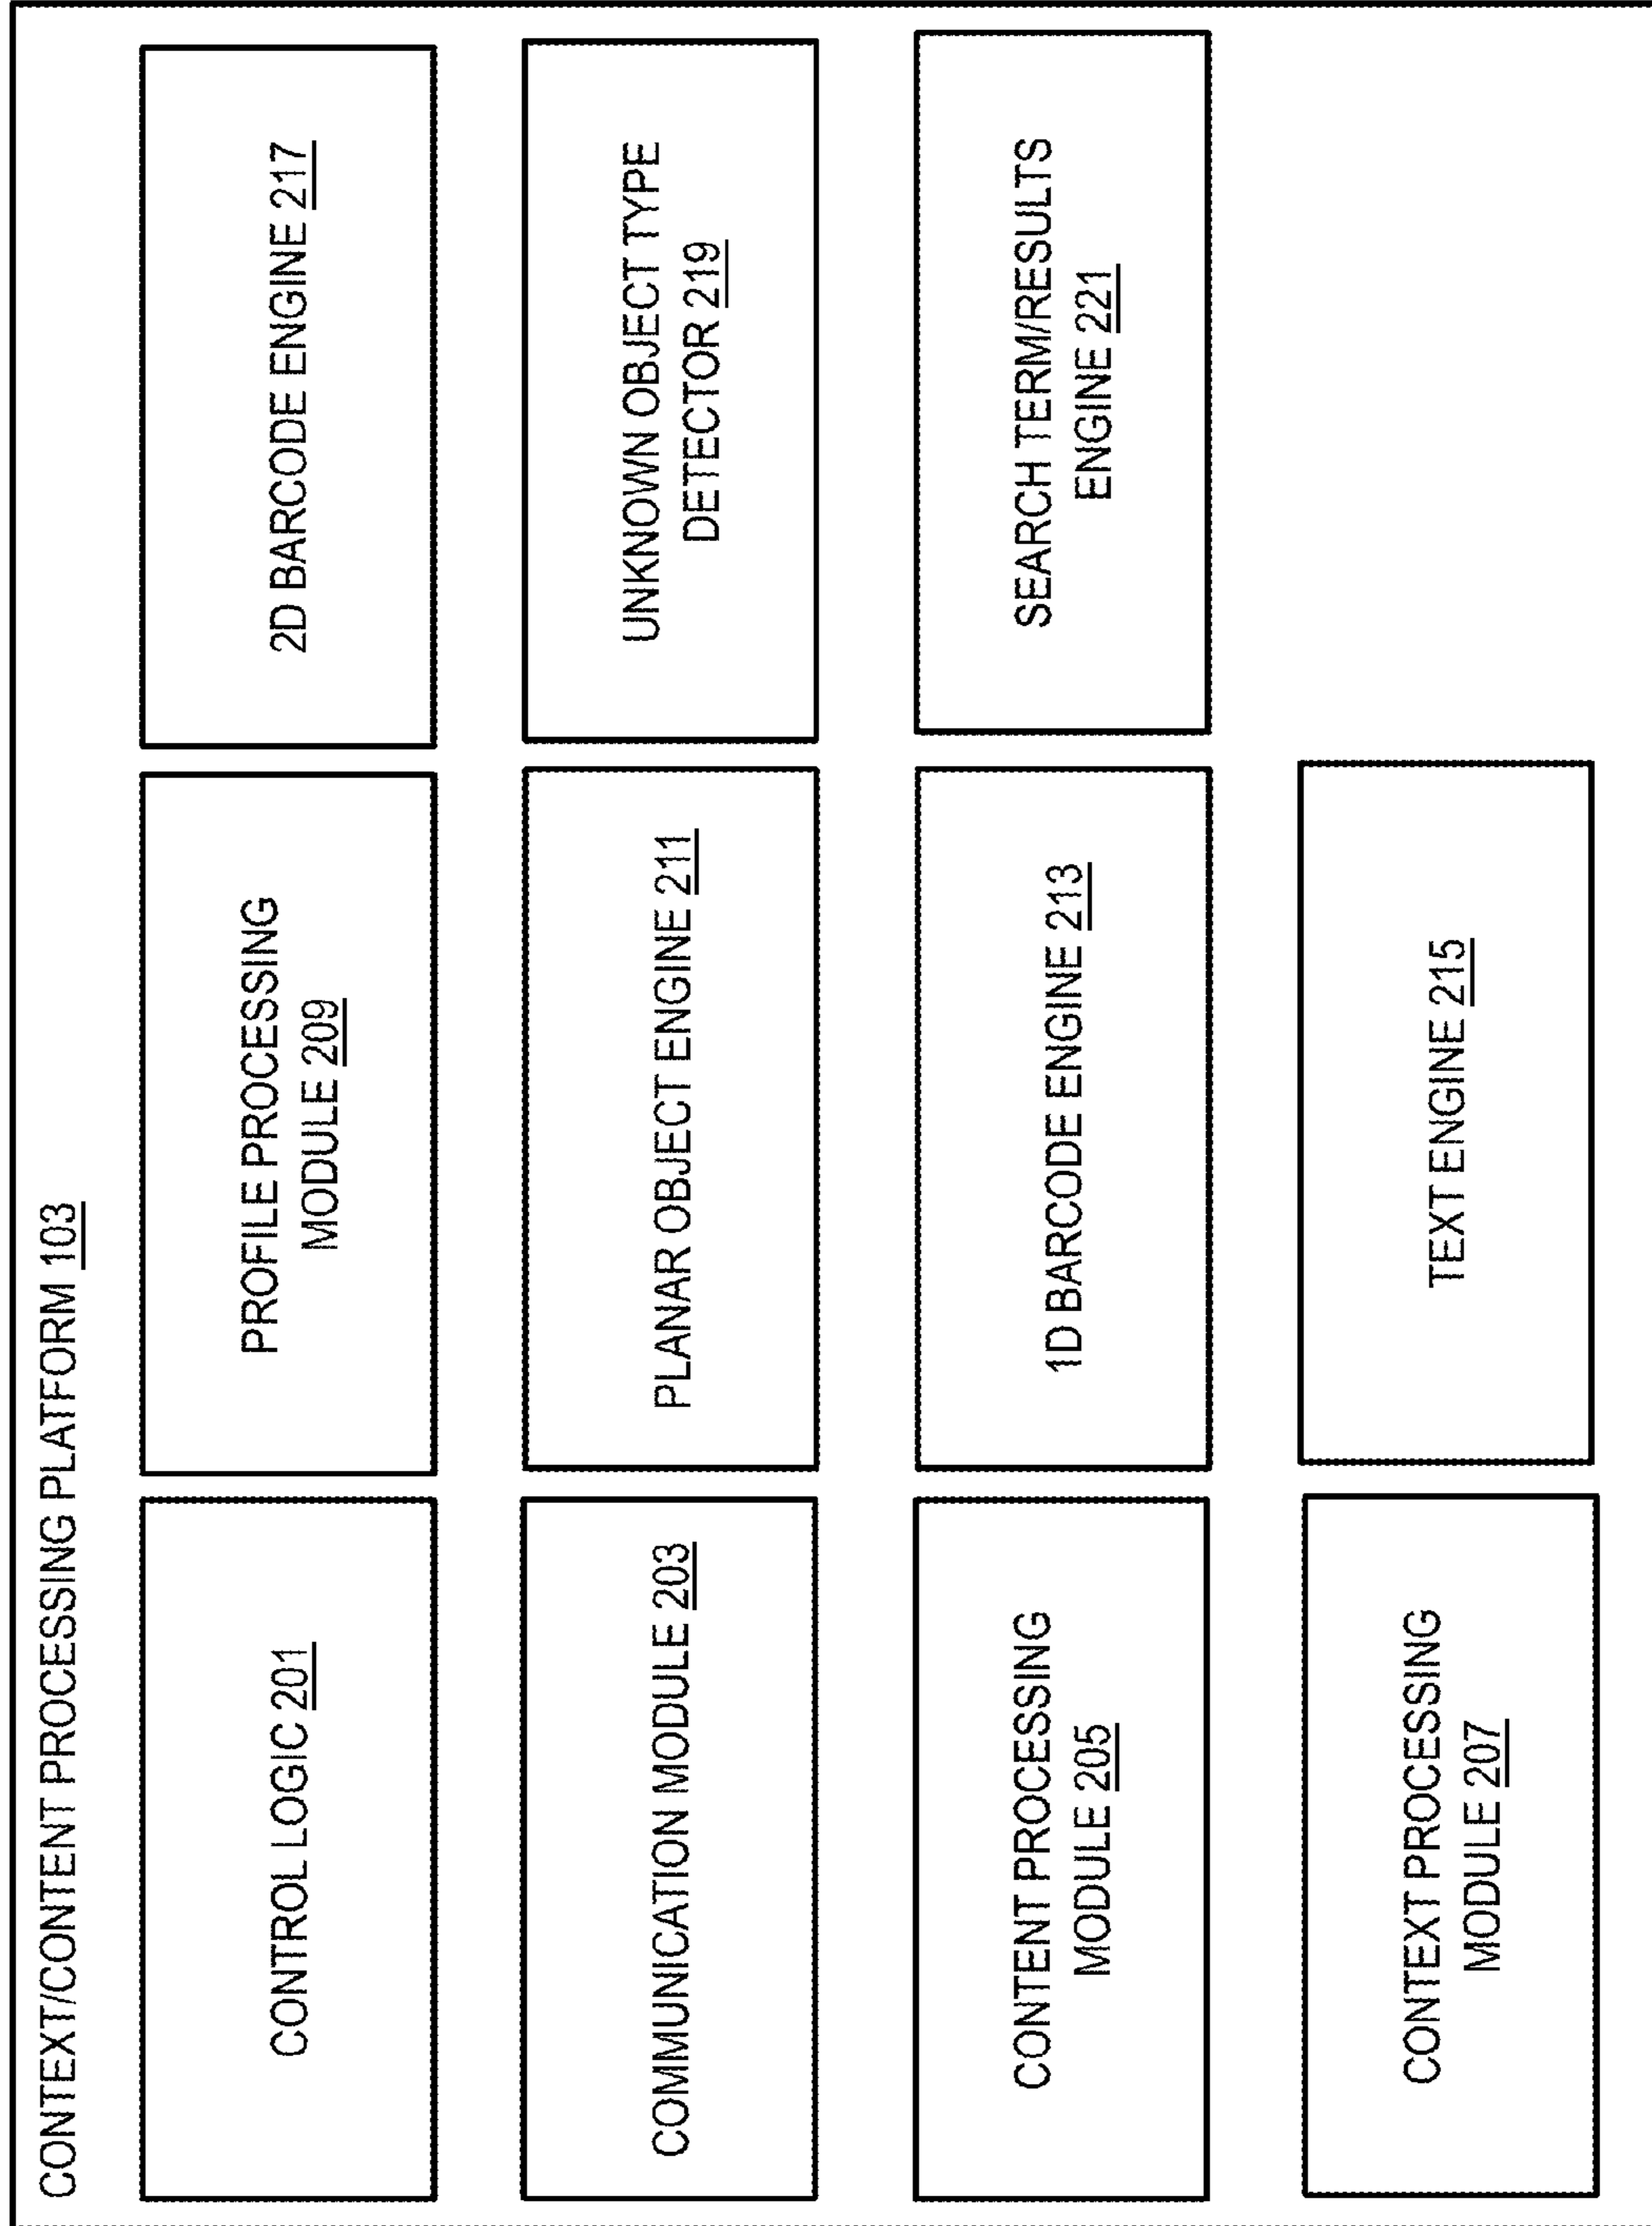 CONTEXT/CONTENT PROCESSING PLATFORM 103
CONTROL LOGIC 201
COMMUNICATION MODULE 203
CONTENT PROCESSING
MODULE 205
CONTEXT PROCESSING
MODULE 207
PROFILE PROCESSING
MODULE 209
PLANAR OBJECT ENGINE 211
1D BARCODE ENGINE 213
TEXT ENGINE 215
2D BARCODE ENGINE 217
UNKNOWN OBJECT TYPE
DETECTOR 219
SEARCH TERM/RESULTS
ENGINE 221